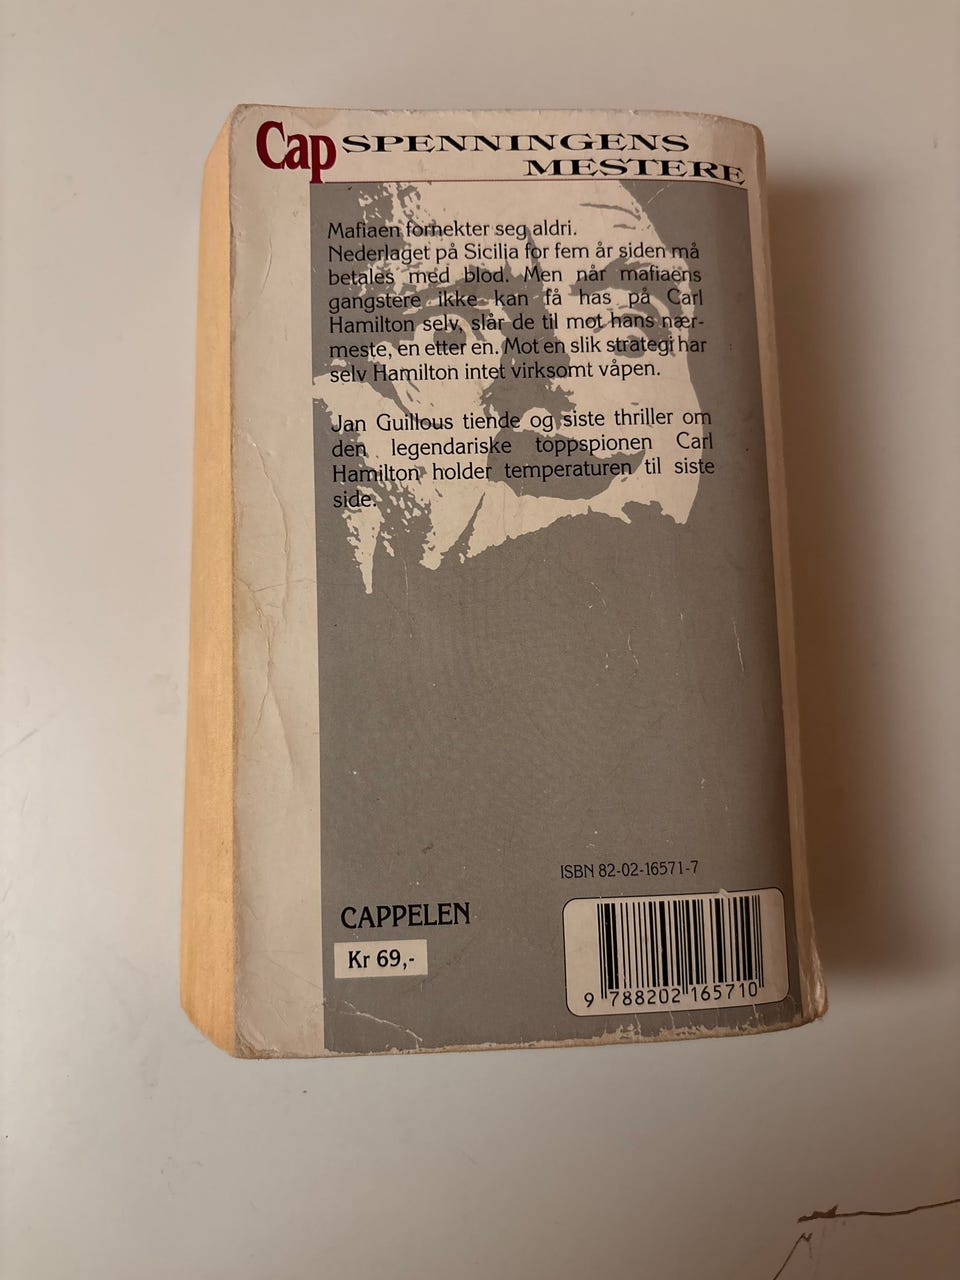 Cap SPENNINGENS
MESTERE
Mafiaen fornekter seg aldri.
Nederlaget på Sicilia for fem år siden må
betales med blod. Men når mafiaens
gangstere ikke kan få has på Carl
Hamilton selv, slår de til mot hans nær-
meste, en etter en. Mot en slik strategi har
selv Hamilton intet virksomt våpen.
Jan Guillous tiende og siste thriller om
den legendariske toppspionen Carl
Hamilton holder temperaturen til siste
side.
ISBN 82-02-16571-7
CAPPELEN
Kr 69,-
9 788202 165710